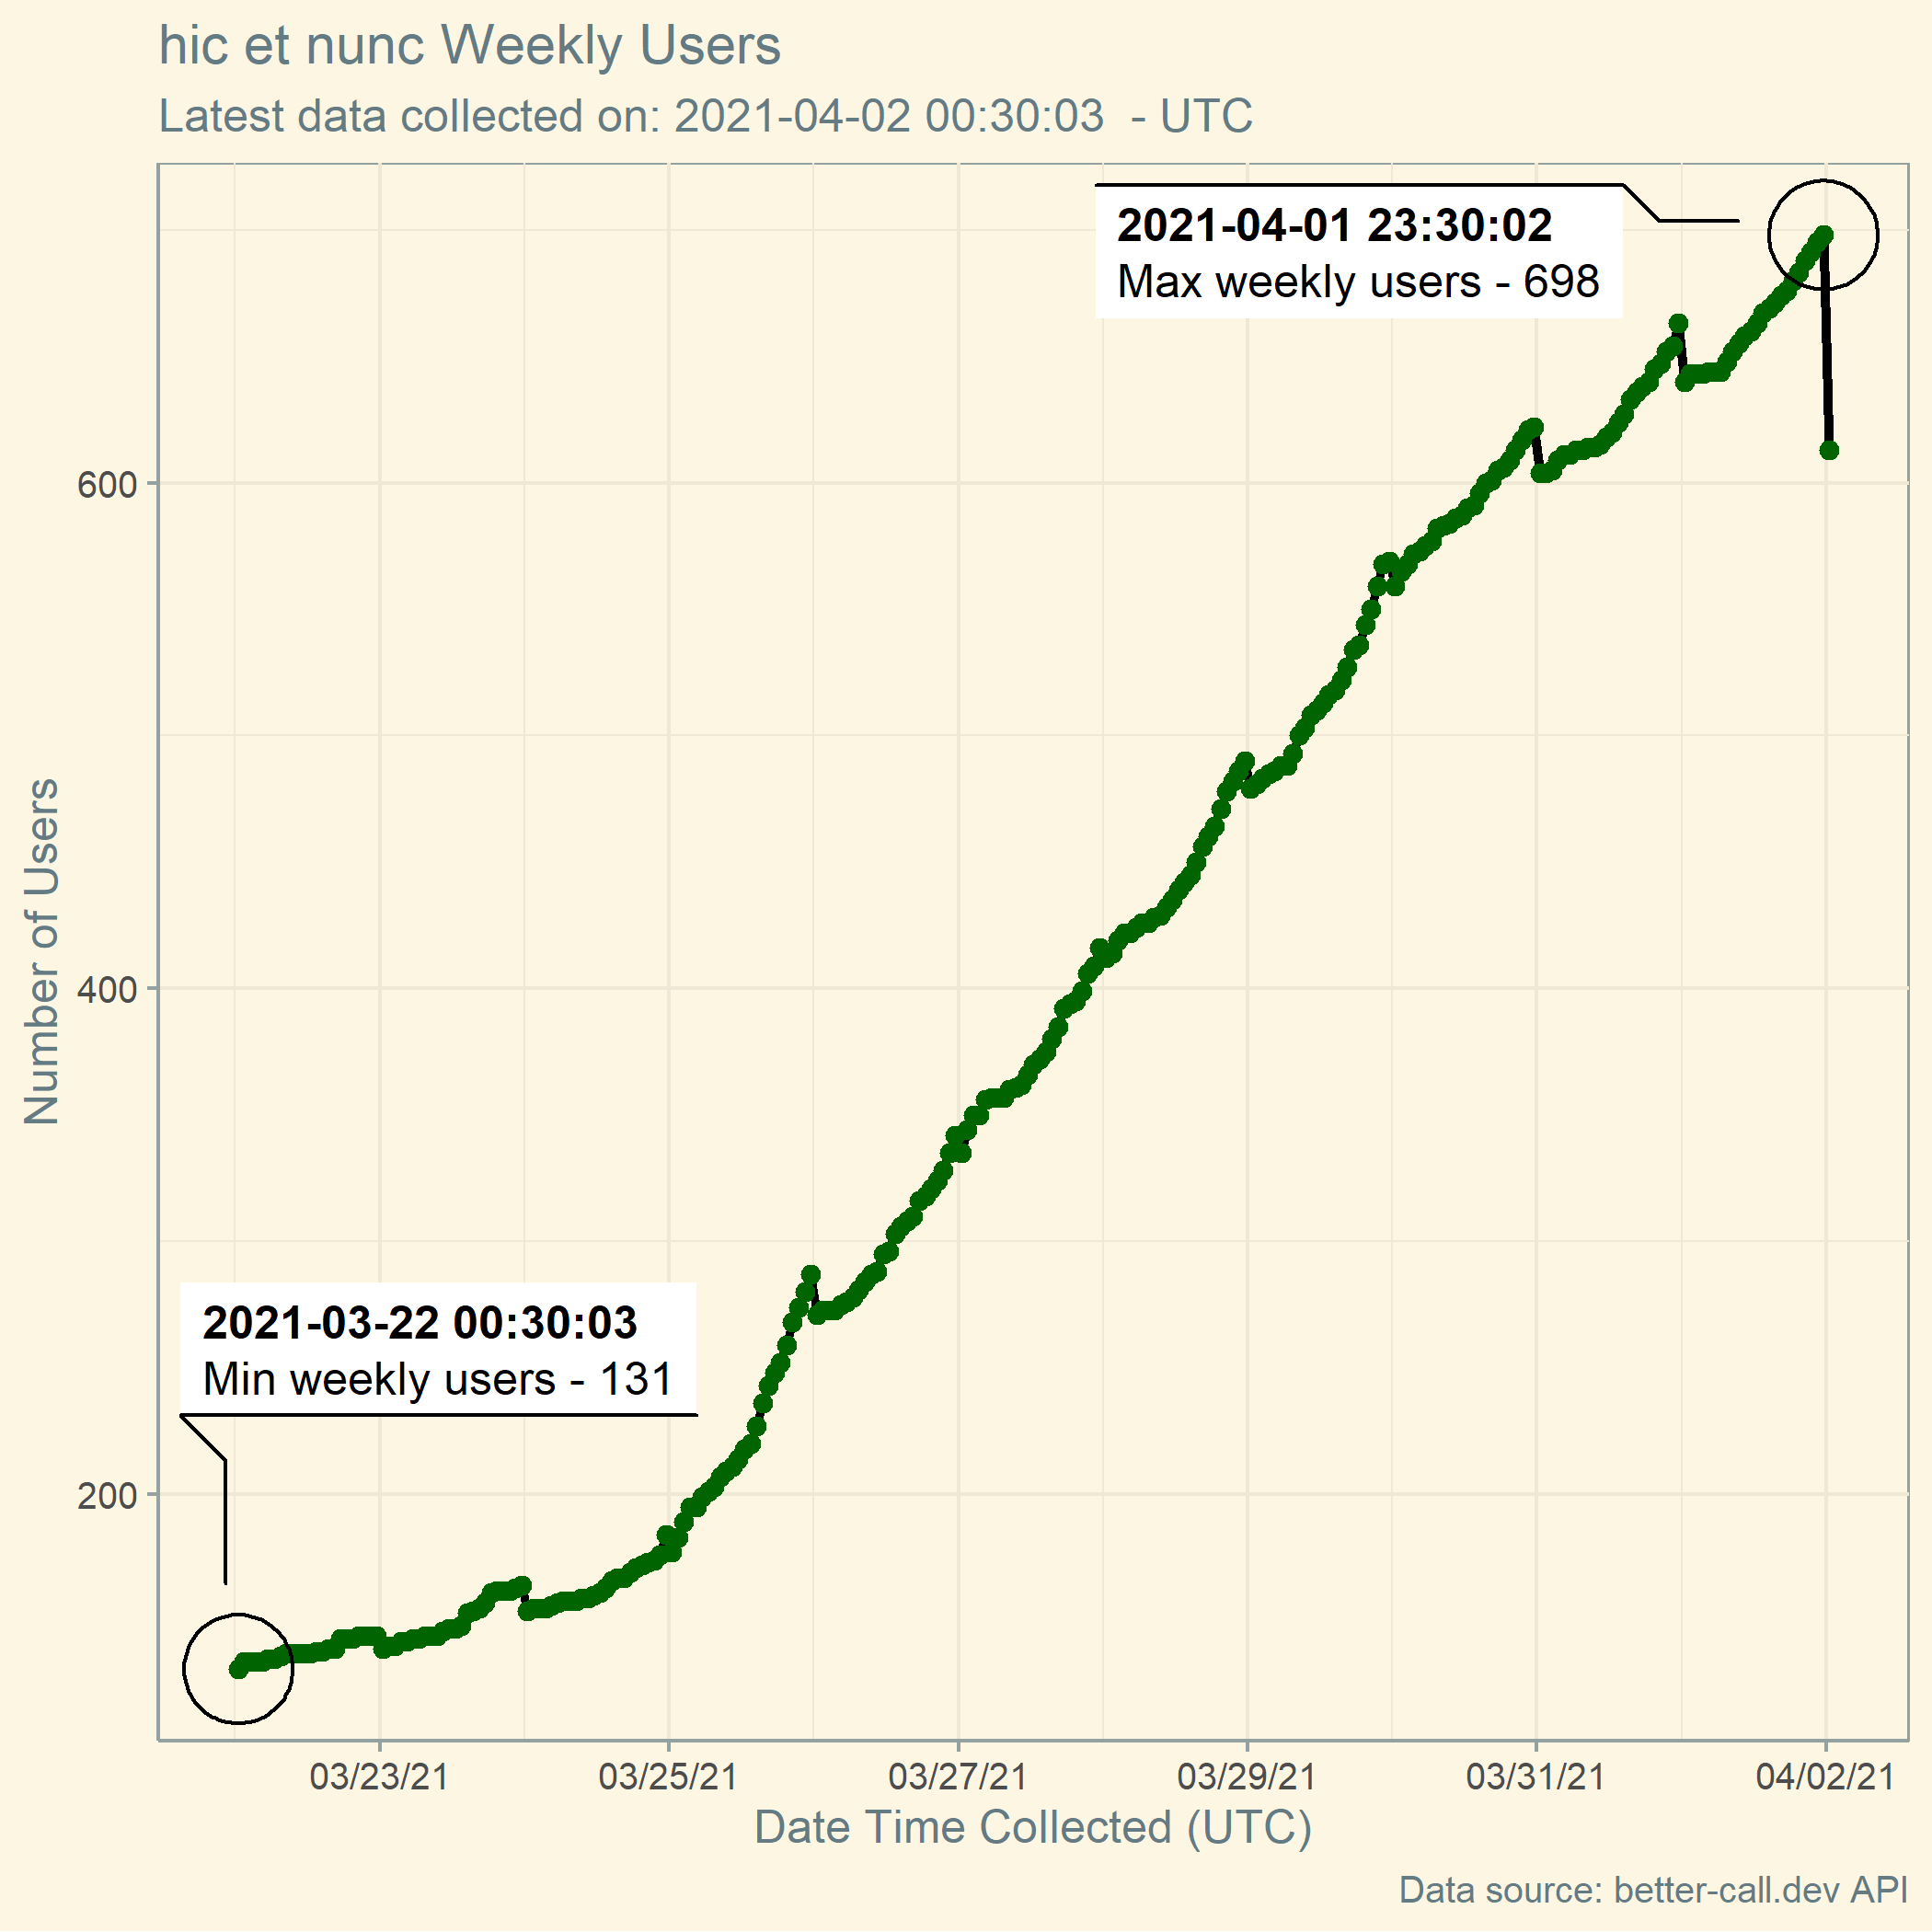 hic et nunc Weekly Users
Latest data collected on: 2021-04-02 00:30:03  - UTC
2021-04-01 23:30:02
Max weekly users - 698
600
Number of Users
400
2021-03-22 00:30:03
Min weekly users - 131
200
03/23/21 03/25/21 03/27/21 03/29/21 03/31/21 04/02/21
Date Time Collected (UTC)
Data source: better-call.dev API